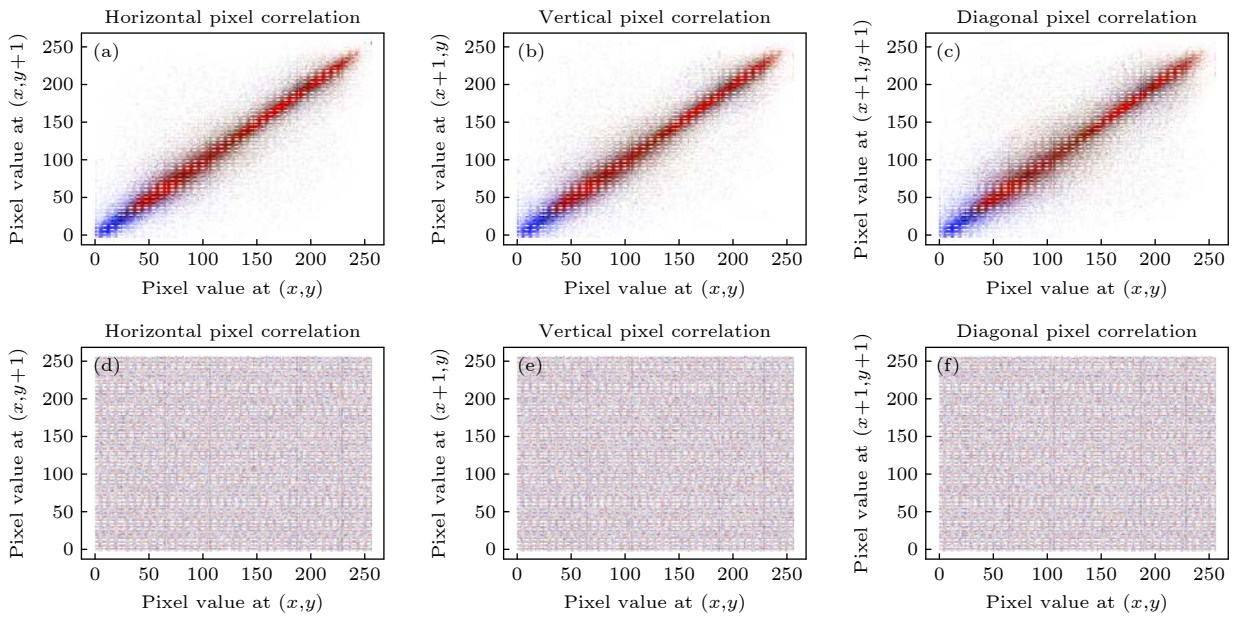 Horizontal pixel correlation
Vertical pixel correlation
Diagonal pixel correlation
(a)
(b)
(c)
Pixel value at (x,y+1)
250
200
150
100
50
0
0 50 100 150 200 250
Pixel value at (x,y)
Pixel value at (x+1,y)
250
200
150
100
50
0
0 50 100 150 200 250
Pixel value at (x,y)
Pixel value at (x+1,y+1)
250
200
150
100
50
0
0 50 100 150 200 250
Pixel value at (x,y)
Horizontal pixel correlation
Vertical pixel correlation
Diagonal pixel correlation
(d)
(e)
(f)
Pixel value at (x,y+1)
250
200
150
100
50
0
0 50 100 150 200 250
Pixel value at (x,y)
Pixel value at (x+1,y)
250
200
150
100
50
0
0 50 100 150 200 250
Pixel value at (x,y)
Pixel value at (x+1,y+1)
250
200
150
100
50
0
0 50 100 150 200 250
Pixel value at (x,y)